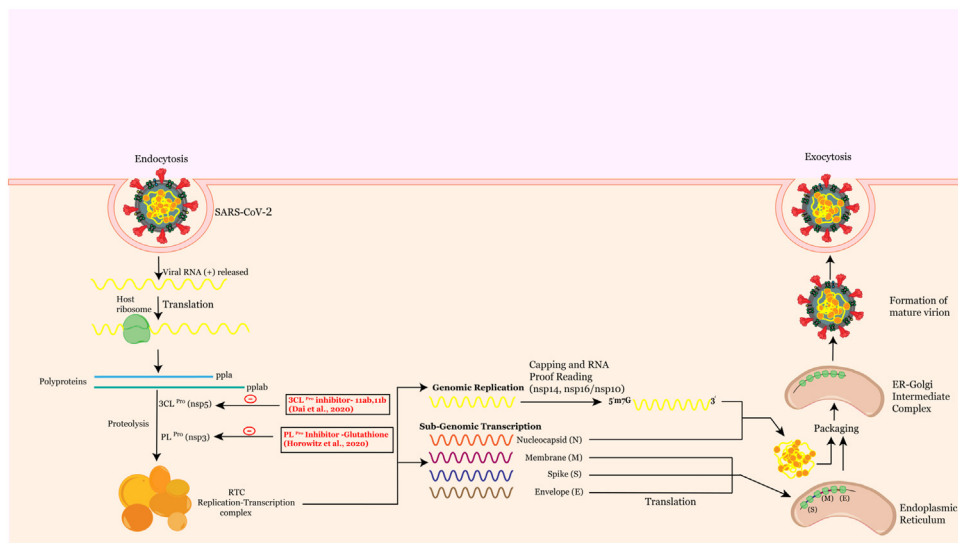 Endocytosis
SARS-CoV-2
Viral RNA (+) released
Host
ribosome
Translation
Polyproteins
ppla
pplab
3CL Pro (nsp5)
Proteolysis
PL Pro (nsp3)
3CL Pro inhibitor- 11ab,11b
(Dai et al., 2020)
PL Pro Inhibitor -Glutathione
(Horowitz et al., 2020)
RTC
Replication-Transcription
complex
Genomic Replication
Capping and RNA
Proof Reading
(nsp14, nsp16/nsp10)
5'm7G
3'
Sub-Genomic Transcription
Nucleocapsid (N)
Membrane (M)
Spike (S)
Envelope (E)
Translation
Exocytosis
Formation of
mature virion
ER-Golgi
Intermediate
Complex
Packaging
(S)
(M)
(E)
Endoplasmic
Reticulum